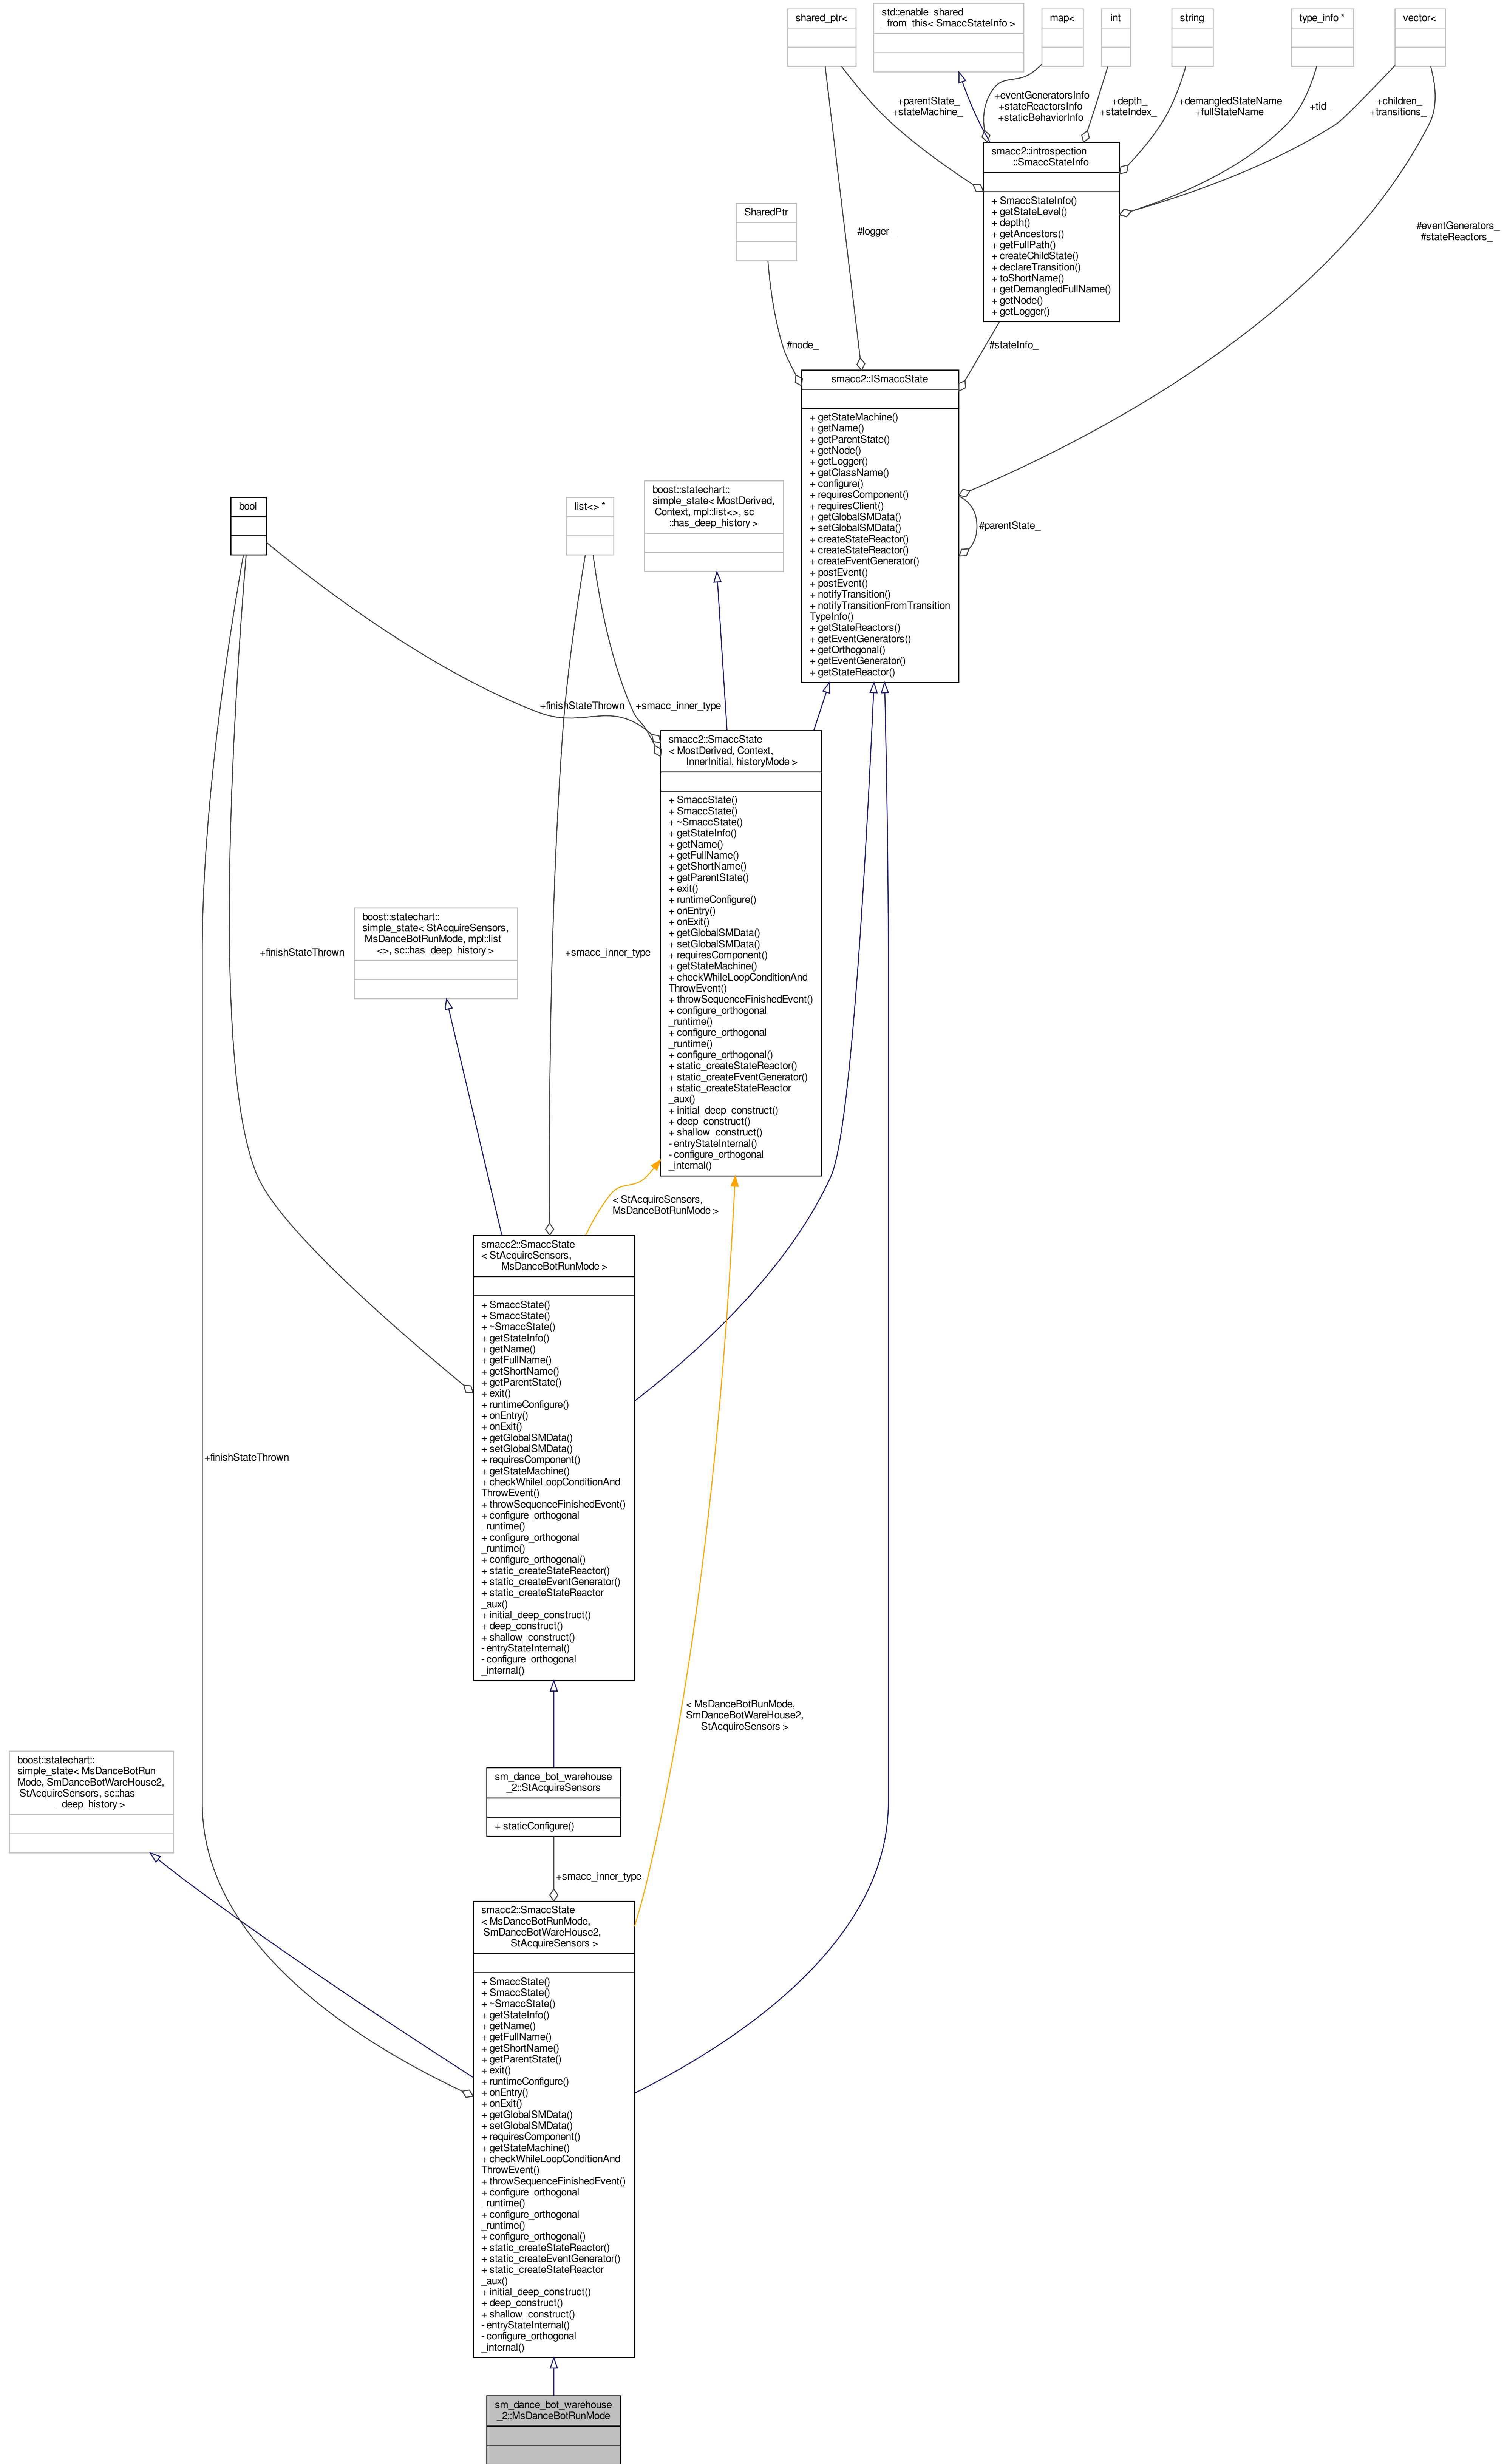 shared_ptr<
std::enable_shared
_from_this< SmaccStateInfo >
map<
int
string
type_info *
vector<
+parentState_
+stateMachine_
+eventGeneratorsInfo
+stateReactorsInfo
+staticBehaviorInfo
+depth_
+stateIndex_
+demangledStateName
+fullStateName
+tid_
+children_
+transitions_
smacc2::introspection
::SmaccStateInfo
+ SmaccStateInfo()
+ getStateLevel()
+ depth()
+ getAncestors()
+ getFullPath()
+ createChildState()
+ declareTransition()
+ toShortName()
+ getDemangledFullName()
+ getNode()
+ getLogger()
SharedPtr
#logger_
#eventGenerators_
#stateReactors_
#node_
#stateInfo_
smacc2::ISmaccState
+ getStateMachine()
+ getName()
+ getParentState()
+ getNode()
+ getLogger()
+ getClassName()
+ configure()
+ requiresComponent()
+ requiresClient()
+ getGlobalSMData()
+ setGlobalSMData()
+ createStateReactor()
+ createStateReactor()
+ createEventGenerator()
+ postEvent()
+ postEvent()
+ notifyTransition()
+ notifyTransitionFromTransition
TypeInfo()
+ getStateReactors()
+ getEventGenerators()
+ getOrthogonal()
+ getEventGenerator()
+ getStateReactor()
#parentState_
bool
list<> *
boost::statechart::
simple_state< MostDerived,
Context, mpl::list<>, sc
::has_deep_history >
+finishStateThrown
+smacc_inner_type
smacc2::SmaccState
< MostDerived, Context,
InnerInitial, historyMode >
+ SmaccState()
+ SmaccState()
+ ~SmaccState()
+ getStateInfo()
+ getName()
+ getFullName()
+ getShortName()
+ getParentState()
+ exit()
+ runtimeConfigure()
+ onEntry()
+ onExit()
+ getGlobalSMData()
+ setGlobalSMData()
+ requiresComponent()
+ getStateMachine()
+ checkWhileLoopConditionAnd
ThrowEvent()
+ throwSequenceFinishedEvent()
+ configure_orthogonal
_runtime()
+ configure_orthogonal
_runtime()
+ configure_orthogonal()
+ static_createStateReactor()
+ static_createEventGenerator()
+ static_createStateReactor
_aux()
+ initial_deep_construct()
+ deep_construct()
+ shallow_construct()
- entryStateInternal()
- configure_orthogonal
_internal()
boost::statechart::
simple_state< StAcquireSensors,
MsDanceBotRunMode, mpl::list
<>, sc::has_deep_history >
+finishStateThrown
+smacc_inner_type
< StAcquireSensors,
MsDanceBotRunMode >
smacc2::SmaccState
< StAcquireSensors,
MsDanceBotRunMode >
+ SmaccState()
+ SmaccState()
+ ~SmaccState()
+ getStateInfo()
+ getName()
+ getFullName()
+ getShortName()
+ getParentState()
+ exit()
+ runtimeConfigure()
+ onEntry()
+ onExit()
+ getGlobalSMData()
+ setGlobalSMData()
+ requiresComponent()
+ getStateMachine()
+ checkWhileLoopConditionAnd
ThrowEvent()
+ throwSequenceFinishedEvent()
+ configure_orthogonal
_runtime()
+ configure_orthogonal
_runtime()
+ configure_orthogonal()
+ static_createStateReactor()
+ static_createEventGenerator()
+ static_createStateReactor
_aux()
+ initial_deep_construct()
+ deep_construct()
+ shallow_construct()
- entryStateInternal()
- configure_orthogonal
_internal()
+finishStateThrown
< MsDanceBotRunMode,
SmDanceBotWareHouse2,
StAcquireSensors >
boost::statechart::
simple_state< MsDanceBotRun
Mode, SmDanceBotWareHouse2,
StAcquireSensors, sc::has
_deep_history >
sm_dance_bot_warehouse
_2::StAcquireSensors
+ staticConfigure()
+smacc_inner_type
smacc2::SmaccState
< MsDanceBotRunMode,
SmDanceBotWareHouse2,
StAcquireSensors >
+ SmaccState()
+ SmaccState()
+ ~SmaccState()
+ getStateInfo()
+ getName()
+ getFullName()
+ getShortName()
+ getParentState()
+ exit()
+ runtimeConfigure()
+ onEntry()
+ onExit()
+ getGlobalSMData()
+ setGlobalSMData()
+ requiresComponent()
+ getStateMachine()
+ checkWhileLoopConditionAnd
ThrowEvent()
+ throwSequenceFinishedEvent()
+ configure_orthogonal
_runtime()
+ configure_orthogonal
_runtime()
+ configure_orthogonal()
+ static_createStateReactor()
+ static_createEventGenerator()
+ static_createStateReactor
_aux()
+ initial_deep_construct()
+ deep_construct()
+ shallow_construct()
- entryStateInternal()
- configure_orthogonal
_internal()
sm_dance_bot_warehouse
_2::MsDanceBotRunMode